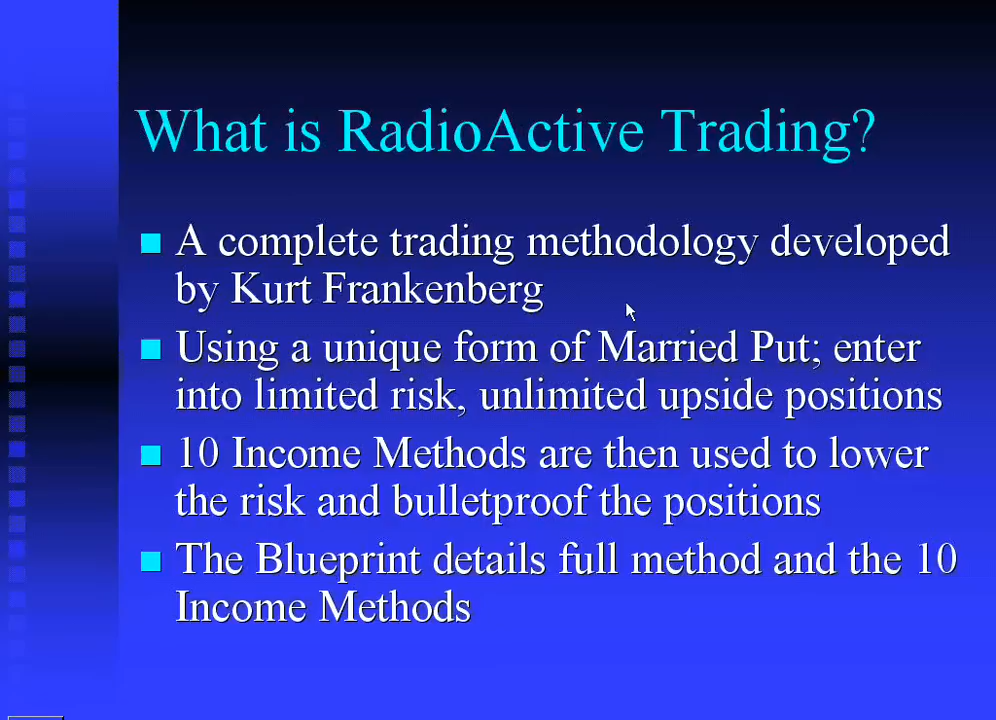 What is RadioActive Trading?
A complete trading methodology developed
by Kurt Frankenberg
Using a unique form of Married Put; enter
into limited risk, unlimited upside positions
10 Income Methods are then used to lower
the risk and bulletproof the positions
The Blueprint details full method and the 10
Income Methods